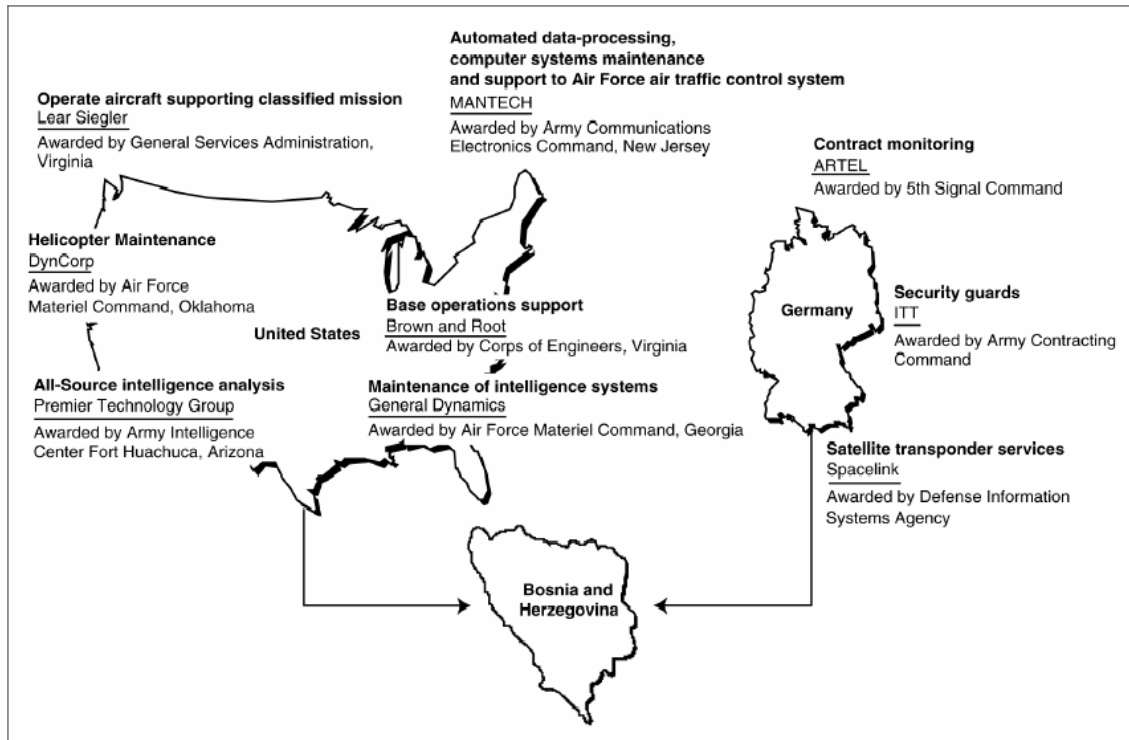 Automated data-processing,
computer systems maintenance
and support to Air Force air traffic control system
MANTECH
Awarded by Army Communications
Electronics Command, New Jersey
Operate aircraft supporting classified mission
Lear Siegler
Awarded by General Services Administration,
Virginia
Contract monitoring
ARTEL
Awarded by 5th Signal Command
Helicopter Maintenance
DynCorp
Awarded by Air Force
Materiel Command, Oklahoma
United States
Base operations support
Brown and Root
Awarded by Corps of Engineers, Virginia
Germany
Security guards
ITT
Awarded by Army Contracting
Command
All-Source intelligence analysis
Premier Technology Group
Awarded by Army Intelligence
Center Fort Huachuca, Arizona
Maintenance of intelligence systems
General Dynamics
Awarded by Air Force Materiel Command, Georgia
Satellite transponder services
Spacelink
Awarded by Defense Information
Systems Agency
Bosnia and
Herzegovina